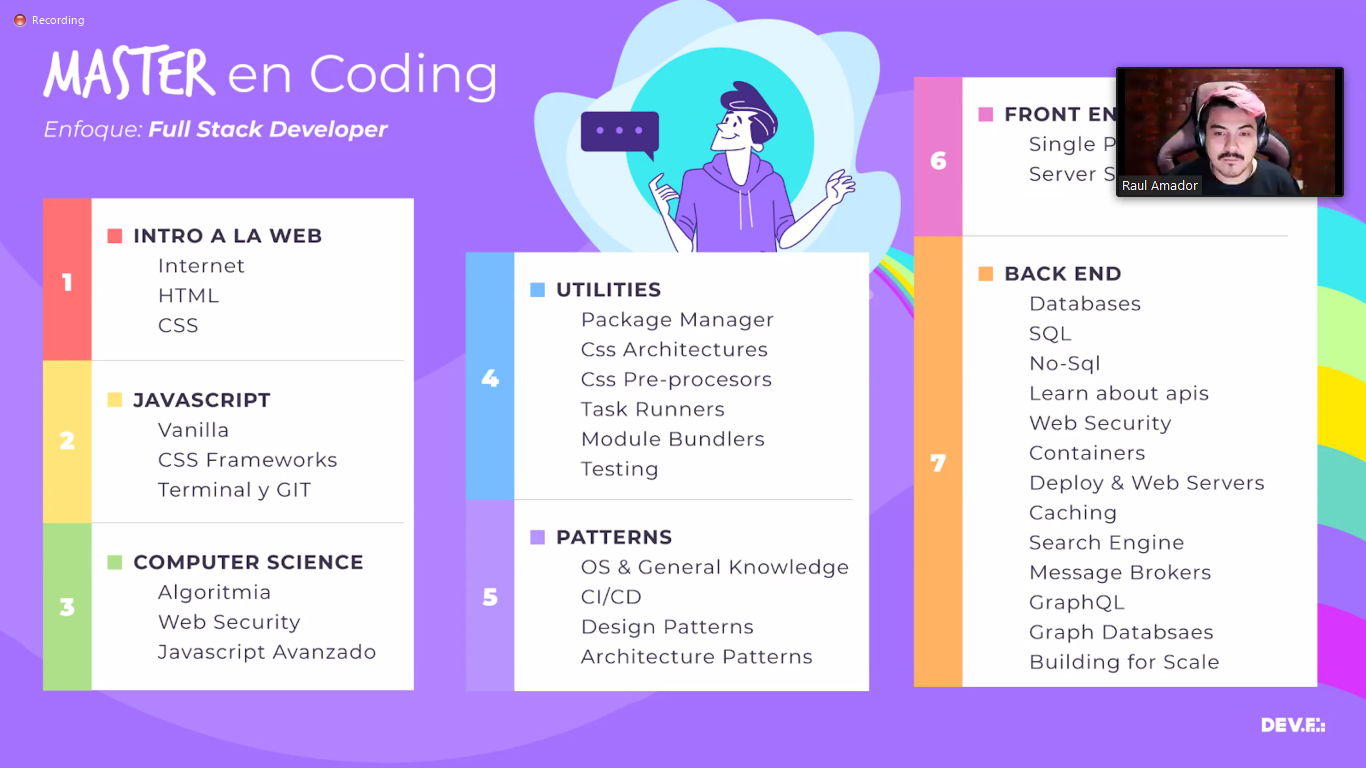 Recording
MASTER en Coding
Enfoque: Full Stack Developer
1
INTRO A LA WEB
Internet
HTML
CSS
2
JAVASCRIPT
Vanilla
CSS Frameworks
Terminal y GIT
3
COMPUTER SCIENCE
Algoritmia
Web Security
Javascript Avanzado
4
UTILITIES
Package Manager
Css Architectures
Css Pre-procesors
Task Runners
Module Bundlers
Testing
5
PATTERNS
OS & General Knowledge
CI/CD
Design Patterns
Architecture Patterns
6
FRONT EN
Single P
Server S
Raul Amador
7
BACK END
Databases
SQL
No-Sql
Learn about apis
Web Security
Containers
Deploy & Web Servers
Caching
Search Engine
Message Brokers
GraphQL
Graph Databsaes
Building for Scale
DEV.F.: